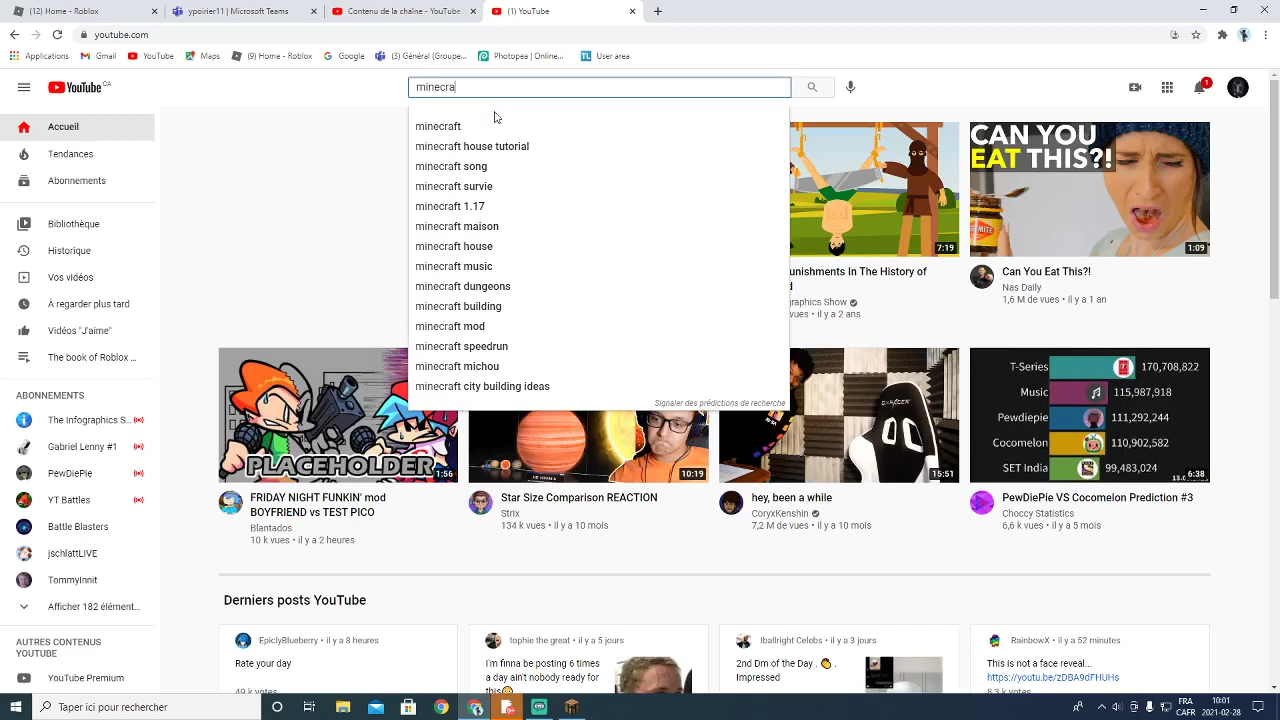 (12) Home - Roblox
ypoirier11 | Microsoft Teams
Contenu de la chaîne - YouTube
(1) YouTube
youtube.com
Applications
Gmail
YouTube
Maps
(9) Home - Roblox
Google
(3) Général (Groupe...
Photopea | Online...
TL User area
YouTube CA
minecra
1
Accueil
Tendances
Abonnements
Bibliothèque
Historique
Vos vidéos
À regarder plus tard
Vidéos "J'aime"
The book of Roblox ...
ABONNEMENTS
The Infographics S...
Gabriel Lenny #1
PewDiePie
YT Battles
Battle Blasters
jschlattLIVE
TommyInnit
Afficher 182 élément...
AUTRES CONTENUS
YOUTUBE
YouTube Premium
minecraft
minecraft house tutorial
minecraft song
minecraft survie
minecraft 1.17
minecraft maison
minecraft house
minecraft music
minecraft dungeons
minecraft building
minecraft mod
minecraft speedrun
minecraft michou
minecraft city building ideas
Signaler des prédictions de recherche
7:19
unishments In The History of
d
graphics Show
vues • il y a 2 ans
CAN YOU
EAT THIS?!
1:09
Can You Eat This?!
Nas Daily
1,6 M de vues • il y a 1 an
PLACEHOLDER
1:56
FRIDAY NIGHT FUNKIN' mod
BOYFRIEND vs TEST PICO
Blantados
10 k vues • il y a 2 heures
10:19
Star Size Comparison REACTION
Strix
134 k vues • il y a 10 mois
15:51
hey, been a while
CoryxKenshin
7,2 M de vues • il y a 10 mois
T-Series 170,708,822
Music 115,987,918
Pewdiepie 111,292,244
Cocomelon 110,902,582
SET India 99,483,024
6:38
PewDiePie VS Cocomelon Prediction #3
Choccy Statistics
6,6 k vues • il y a 5 mois
Derniers posts YouTube
EpiclyBlueberry • il y a 8 heures
Rate your day
tophie the great • il y a 5 jours
I'm finna be posting 6 times
a day ain't nobody ready for
this
Iballright Celebs • il y a 3 jours
2nd Dm of the Day .
Impressed
RainbowX • il y a 52 minutes
This is not a face reveal...
https://youtu.be/zDBA9dFHUHs
Taper ici pour rechercher
FRA
CAFR
10:01
2021-02-28